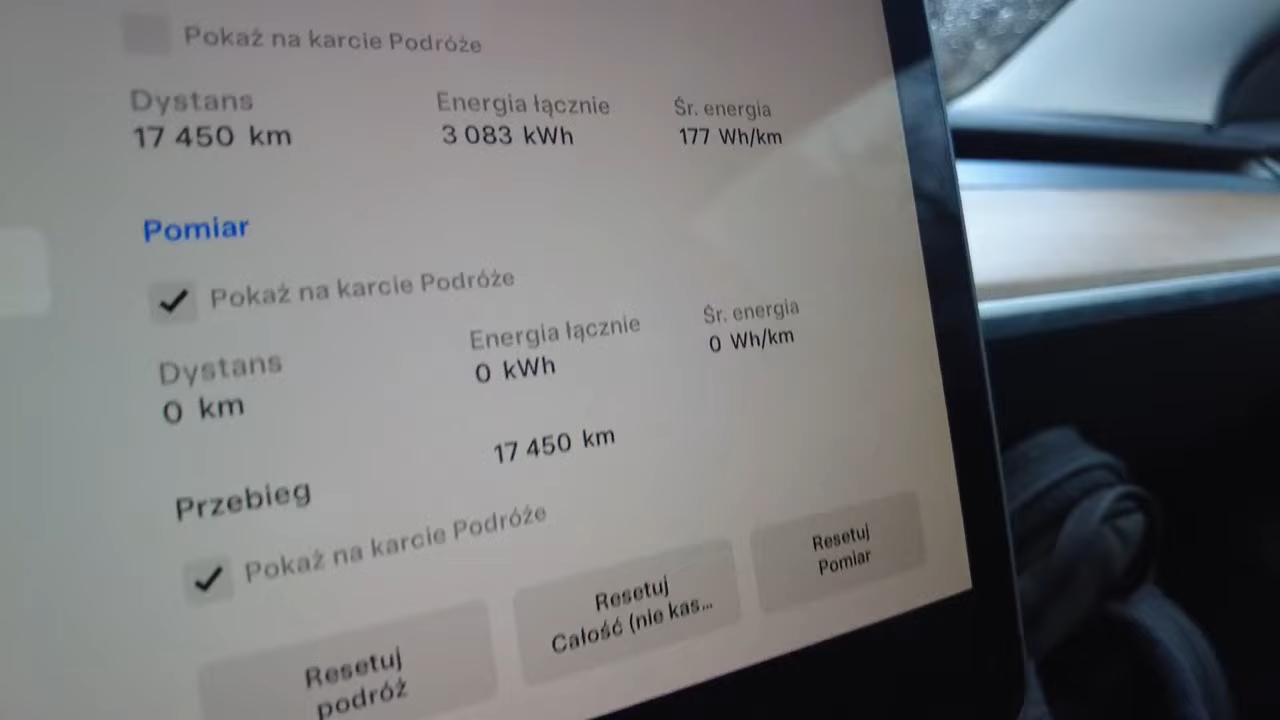 Pokaż na karcie Podróże
Dystans Energia łącznie Śr. energia
17 450 km 3 083 kWh 177 Wh/km
Pomiar
Pokaż na karcie Podróże
Dystans Energia łącznie Śr. energia
0 km 0 kWh 0 Wh/km
Przebieg 17 450 km
Pokaż na karcie Podróże
Resetuj
podróż
Resetuj
Całość (nie kas...
Resetuj
Pomiar